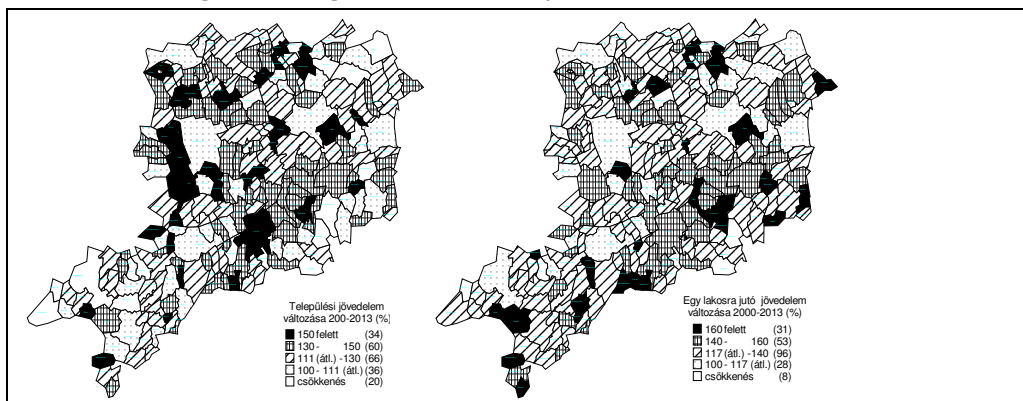 Települési jövedelem
változása 200-2013 (%)
150 felett (34)
130 - 150 (60)
111 (átl.) -130 (66)
100 - 111 (átl.) (36)
csökkenés (20)
Egy lakosra jutó jövedelem
változása 2000-2013 (%)
160 felett (31)
140 - 160 (53)
117 (átl.) -140 (96)
100 - 117 (átl.) (28)
csökkenés (8)